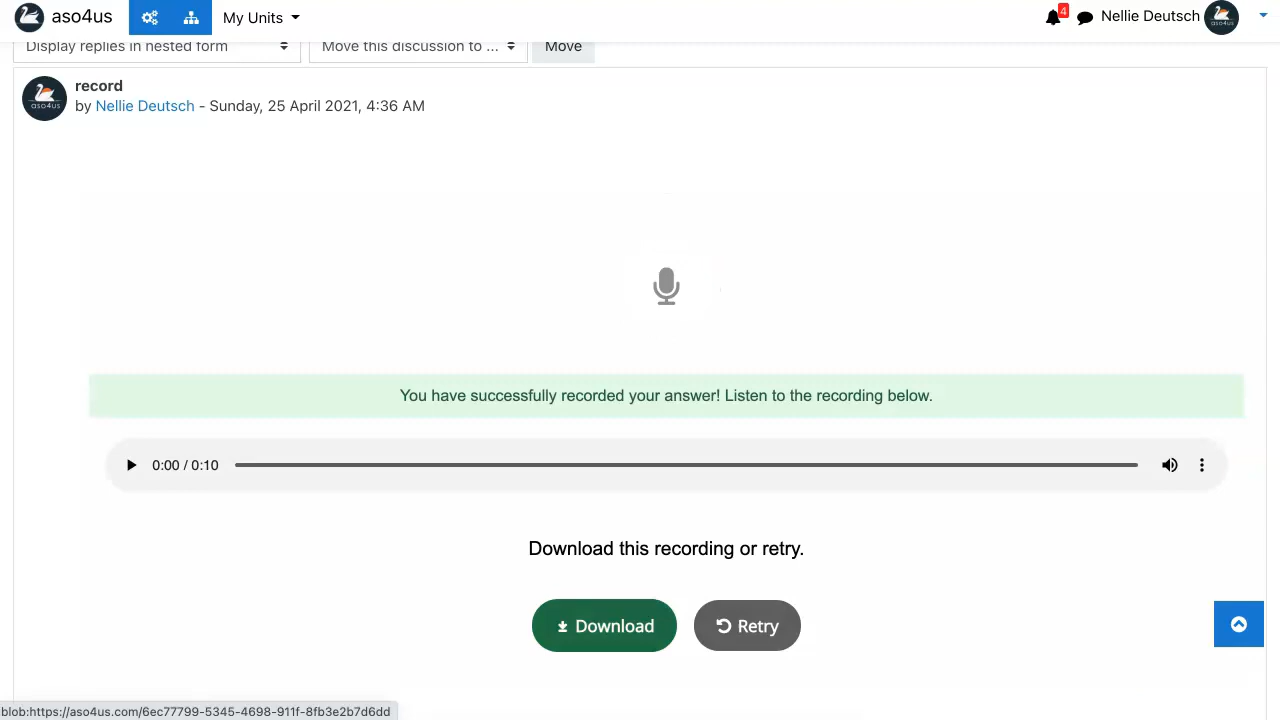 aso4us
My Units
4
Nellie Deutsch
aso4us
Display replies in nested form
Move this discussion to ...
Move
aso4us
record
by Nellie Deutsch - Sunday, 25 April 2021, 4:36 AM
You have successfully recorded your answer! Listen to the recording below.
0:00 / 0:10
Download this recording or retry.
Download
Retry
blob:https://aso4us.com/6ec77799-5345-4698-911f-8fb3e2b7d6dd